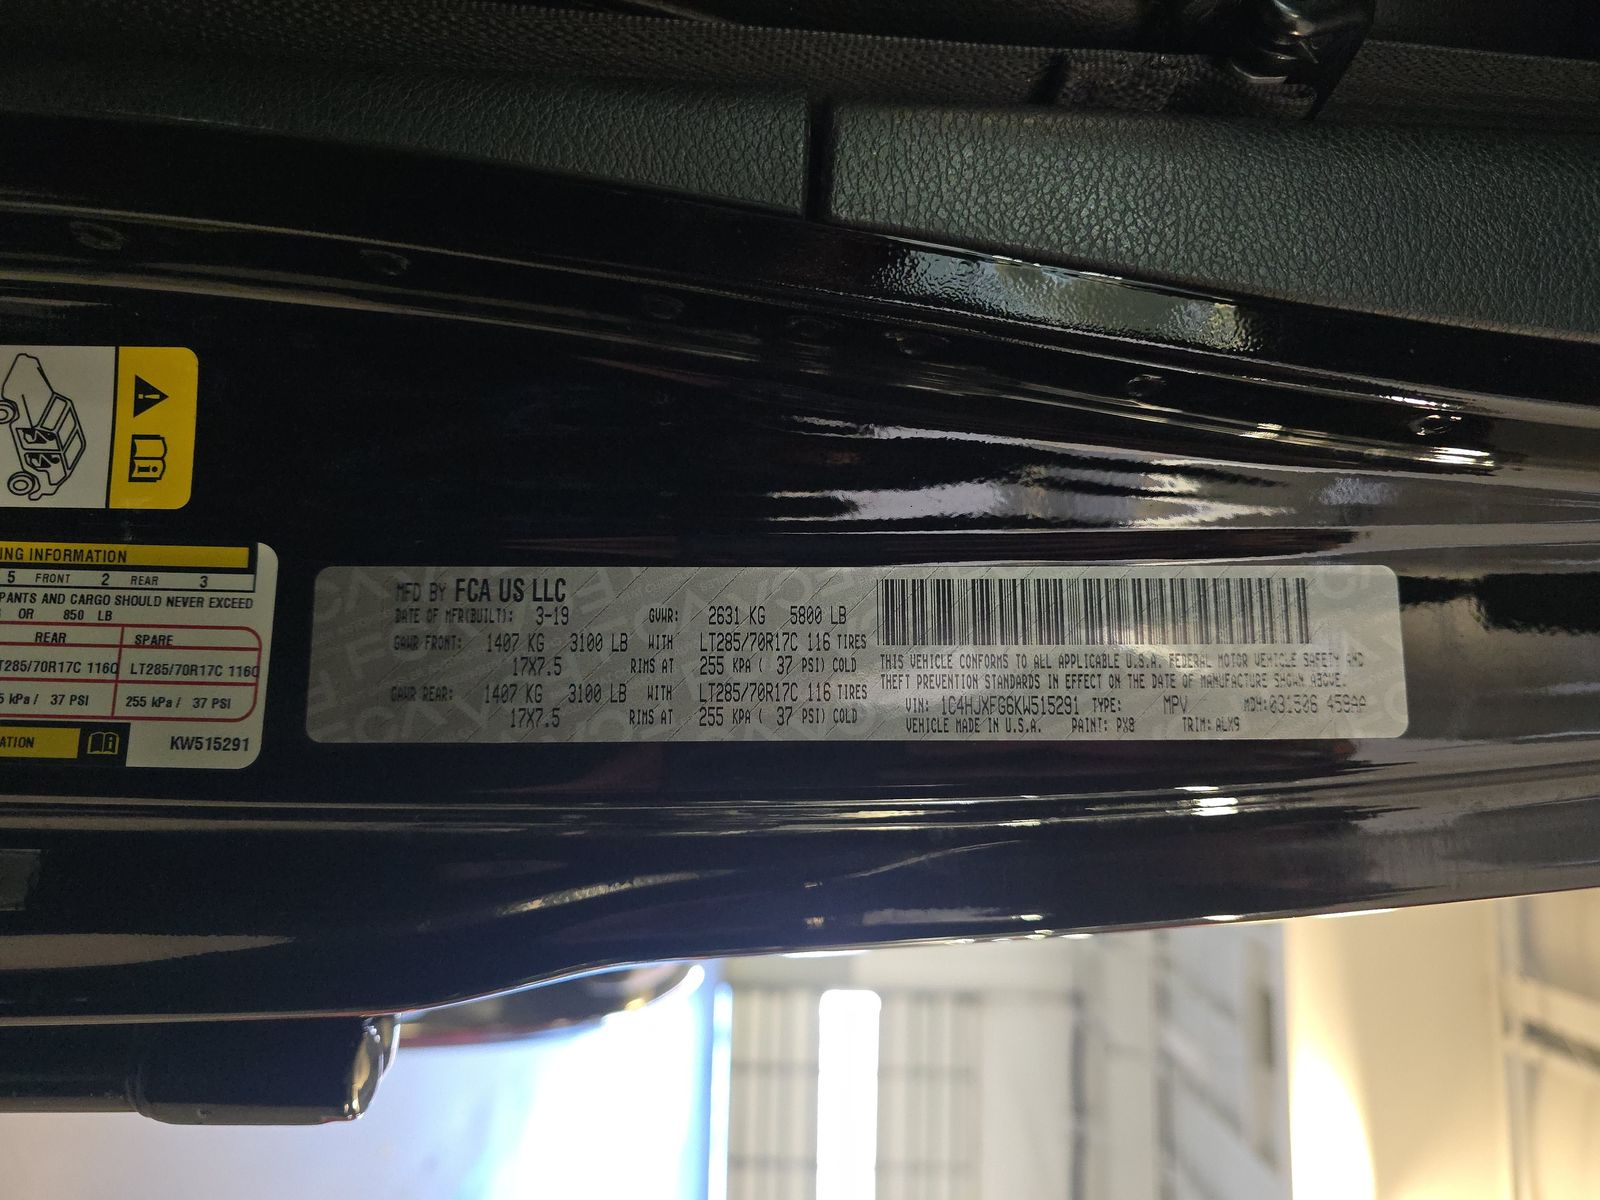 ING INFORMATION
5 FRONT 2 REAR 3
PANTS AND CARGO SHOULD NEVER EXCEED
OR 850 LB
REAR SPARE
LT285/70R17C 116Q LT285/70R17C 116Q
5 kPa / 37 PSI 255 kPa / 37 PSI
ATION KW515291
MFD BY FCA US LLC
DATE OF MFR(BUILT): 3-19 GVWR: 2631 KG 5800 LB
GAWR FRONT: 1407 KG 3100 LB WITH LT285/70R17C 116 TIRES
17X7.5 RIMS AT 255 KPA ( 37 PSI) COLD
GAWR REAR: 1407 KG 3100 LB WITH LT285/70R17C 116 TIRES
17X7.5 RIMS AT 255 KPA ( 37 PSI) COLD
THIS VEHICLE CONFORMS TO ALL APPLICABLE U.S.A. FEDERAL MOTOR VEHICLE SAFETY AND
THEFT PREVENTION STANDARDS IN EFFECT ON THE DATE OF MANUFACTURE SHOWN ABOVE.
VIN: 1C4HJXFG6KW515291 TYPE: MPV MDH:031506
VEHICLE MADE IN U.S.A. PAINT: PX8 TRIM: ALX9